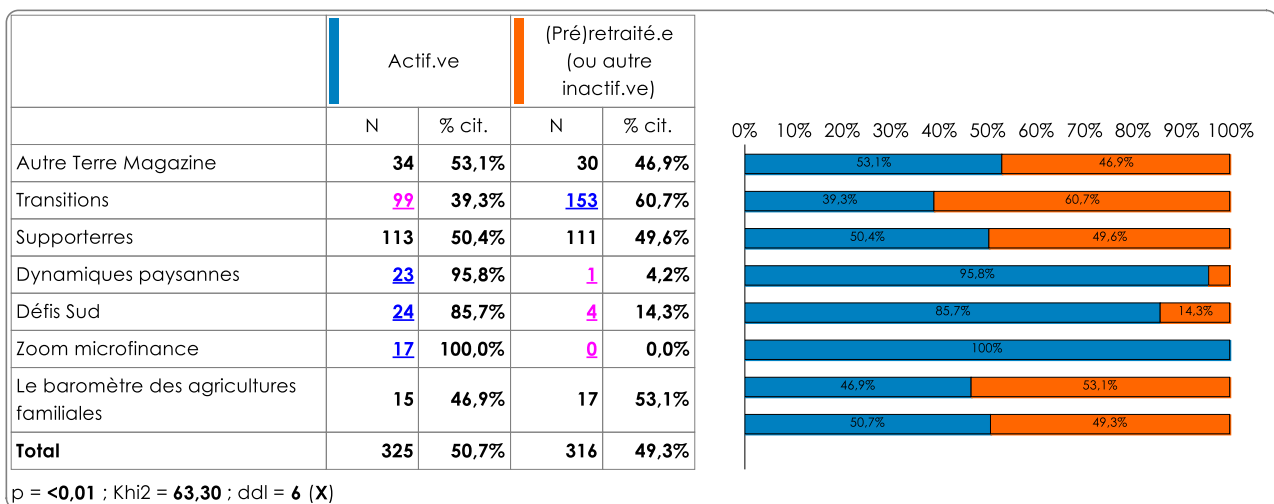 Actif.ve
(Pré)retraité.e
(ou autre
inactif.ve)
N % cit. N % cit.
Autre Terre Magazine 34 53,1% 30 46,9%
Transitions 99 39,3% 153 60,7%
Supporterres 113 50,4% 111 49,6%
Dynamiques paysannes 23 95,8% 1 4,2%
Défis Sud 24 85,7% 4 14,3%
Zoom microfinance 17 100,0% 0 0,0%
Le baromètre des agricultures
familiales 15 46,9% 17 53,1%
Total 325 50,7% 316 49,3%
p = <0,01 ; Khi2 = 63,30 ; ddl = 6 (X)
0% 10% 20% 30% 40% 50% 60% 70% 80% 90% 100%
53,1% 46,9%
39,3% 60,7%
50,4% 49,6%
95,8%
85,7% 14,3%
100%
46,9% 53,1%
50,7% 49,3%